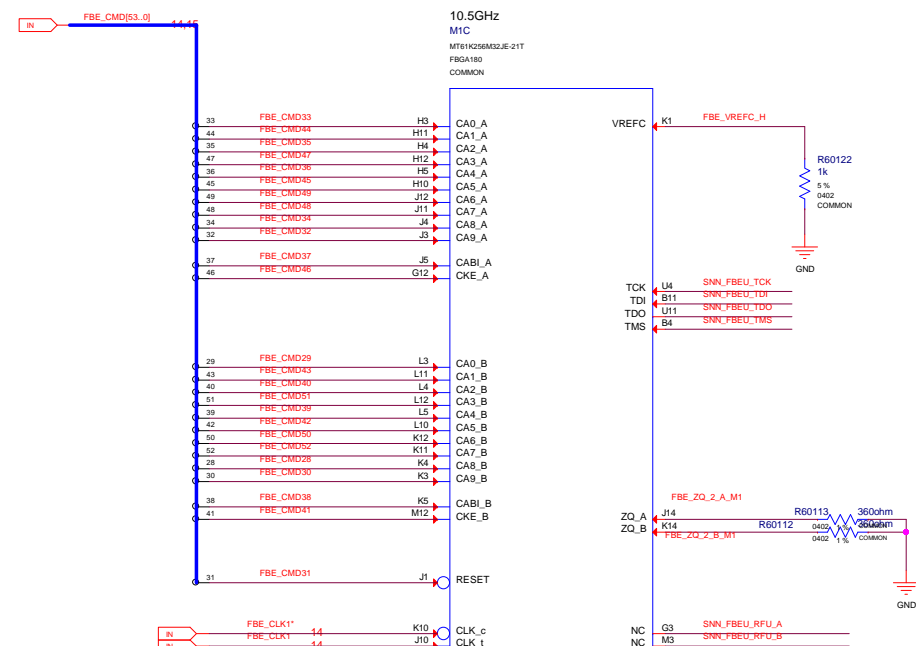 10.5GHz
M1C
MT61K256M32JE-21T
FBGA180
COMMON
IN FBE_CMD[53..0] 14,15
33 FBE_CMD33 H3 CA0_A
44 FBE_CMD44 H11 CA1_A
35 FBE_CMD35 H4 CA2_A
47 FBE_CMD47 H12 CA3_A
36 FBE_CMD36 H5 CA4_A
45 FBE_CMD45 H10 CA5_A
49 FBE_CMD49 J12 CA6_A
48 FBE_CMD48 J11 CA7_A
34 FBE_CMD34 J4 CA8_A
32 FBE_CMD32 J3 CA9_A
37 FBE_CMD37 J5 CABI_A
46 FBE_CMD46 G12 CKE_A
29 FBE_CMD29 L3 CA0_B
43 FBE_CMD43 L11 CA1_B
40 FBE_CMD40 L4 CA2_B
51 FBE_CMD51 L12 CA3_B
39 FBE_CMD39 L5 CA4_B
42 FBE_CMD42 L10 CA5_B
50 FBE_CMD50 K12 CA6_B
52 FBE_CMD52 K11 CA7_B
28 FBE_CMD28 K4 CA8_B
30 FBE_CMD30 K3 CA9_B
38 FBE_CMD38 K5 CABI_B
41 FBE_CMD41 M12 CKE_B
31 FBE_CMD31 J1 RESET
IN FBE_CLK1* 14 K10 CLK_c
IN FBE_CLK1 14 J10 CLK_t
VREFC K1 FBE_VREFC_H
R60122
1k
5 %
0402
COMMON
GND
TCK U4 SNN_FBEU_TCK
TDI B11 SNN_FBEU_TDI
TDO U11 SNN_FBEU_TDO
TMS B4 SNN_FBEU_TMS
FBE_ZQ_2_A_M1
ZQ_A J14 R60113 360ohm
0402 1 % COMMON
ZQ_B K14 R60112 360ohm
FBE_ZQ_2_B_M1 0402 1 % COMMON
GND
NC G3 SNN_FBEU_RFU_A
NC M3 SNN_FBEU_RFU_B